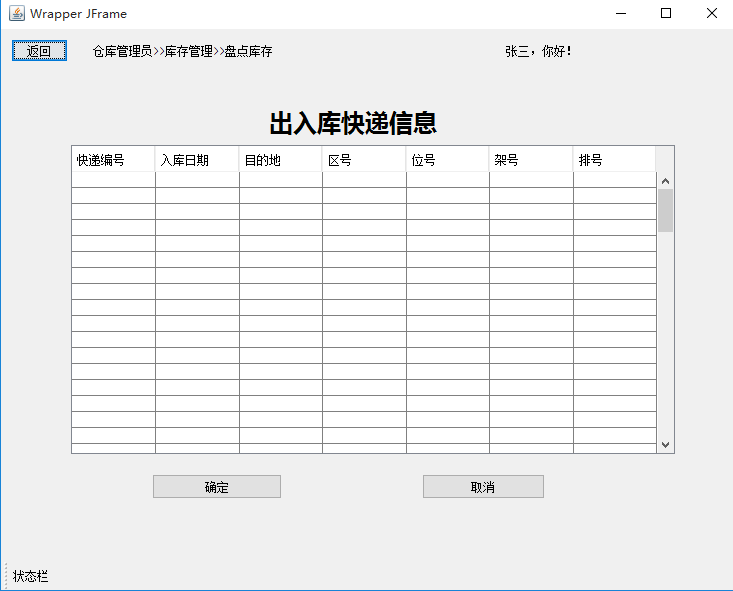 Wrapper JFrame
返回 仓库管理员>>库存管理>>盘点库存 张三，你好！
出入库快递信息
快递编号 入库日期 目的地 区号 位号 架号 排号
确定 取消
状态栏